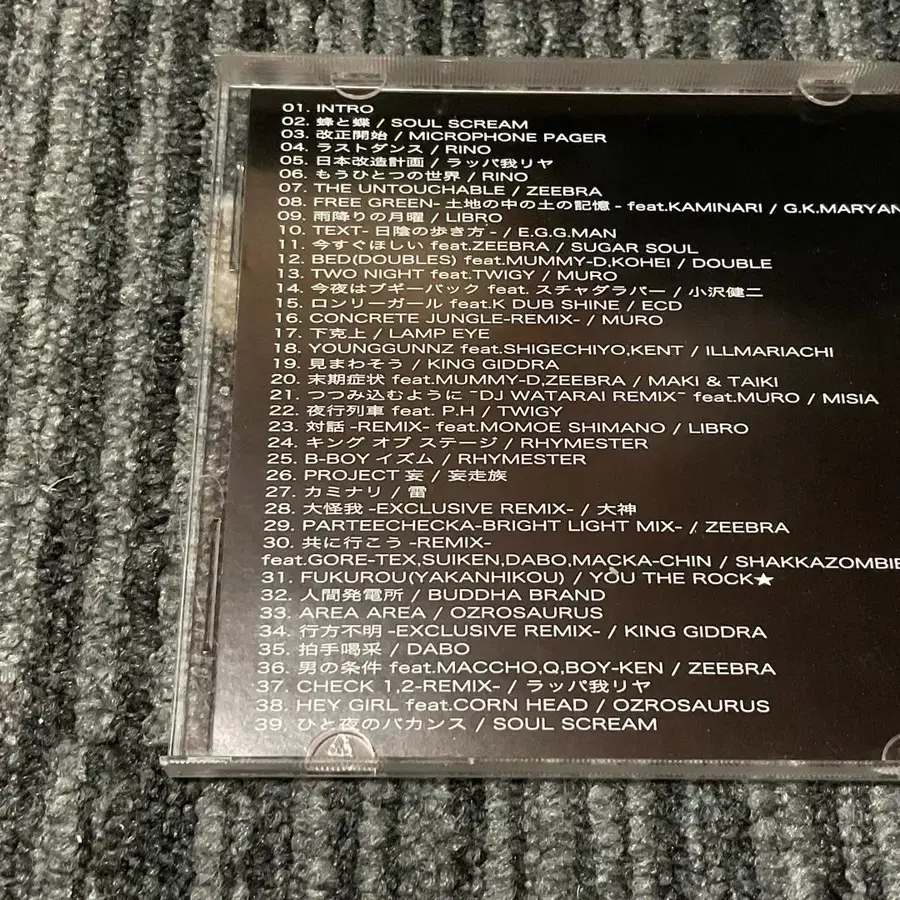 01. INTRO
02. 蜂と蝶 / SOUL SCREAM
03. 改正開始 / MICROPHONE PAGER
04. ラストダンス / RINO
05. 日本改造計画 / ラッパ我リヤ
06. もうひとつの世界 / RINO
07. THE UNTOUCHABLE / ZEEBRA
08. FREE GREEN- 土地の中の土の記憶 - feat.KAMINARI / G.K.MARYAN
09. 雨降りの月曜 / LIBRO
10. TEXT- 日陰の歩き方 - / E.G.G.MAN
11. 今すぐほしい feat.ZEEBRA / SUGAR SOUL
12. BED(DOUBLES) feat.MUMMY-D,KOHEI / DOUBLE
13. TWO NIGHT feat.TWIGY / MURO
14. 今夜はブギーバック feat. スチャダラパー / 小沢健二
15. ロンリーガール feat.K DUB SHINE / ECD
16. CONCRETE JUNGLE-REMIX- / MURO
17. 下克上 / LAMP EYE
18. YOUNGGUNNZ feat.SHIGECHIYO,KENT / ILLMARIACHI
19. 見まわそう / KING GIDDRA
20. 末期症状 feat.MUMMY-D,ZEEBRA / MAKI & TAIKI
21. つつみ込むように ~DJ WATARAI REMIX~ feat.MURO / MISIA
22. 夜行列車 feat. P.H / TWIGY
23. 対話 -REMIX- feat.MOMOE SHIMANO / LIBRO
24. キング オブ ステージ / RHYMESTER
25. B-BOY イズム / RHYMESTER
26. PROJECT 妄 / 妄走族
27. カミナリ / 雷
28. 大怪我 -EXCLUSIVE REMIX- / 大神
29. PARTEECHECKA-BRIGHT LIGHT MIX- / ZEEBRA
30. 共に行こう -REMIX-
feat.GORE-TEX,SUIKEN,DABO,MACKA-CHIN / SHAKKAZOMBIE
31. FUKUROU(YAKANHIKOU) / YOU THE ROCK★
32. 人間発電所 / BUDDHA BRAND
33. AREA AREA / OZROSAURUS
34. 行方不明 -EXCLUSIVE REMIX- / KING GIDDRA
35. 拍手喝采 / DABO
36. 男の条件 feat.MACCHO,Q,BOY-KEN / ZEEBRA
37. CHECK 1,2-REMIX- / ラッパ我リヤ
38. HEY GIRL feat.CORN HEAD / OZROSAURUS
39. ひと夜のバカンス / SOUL SCREAM